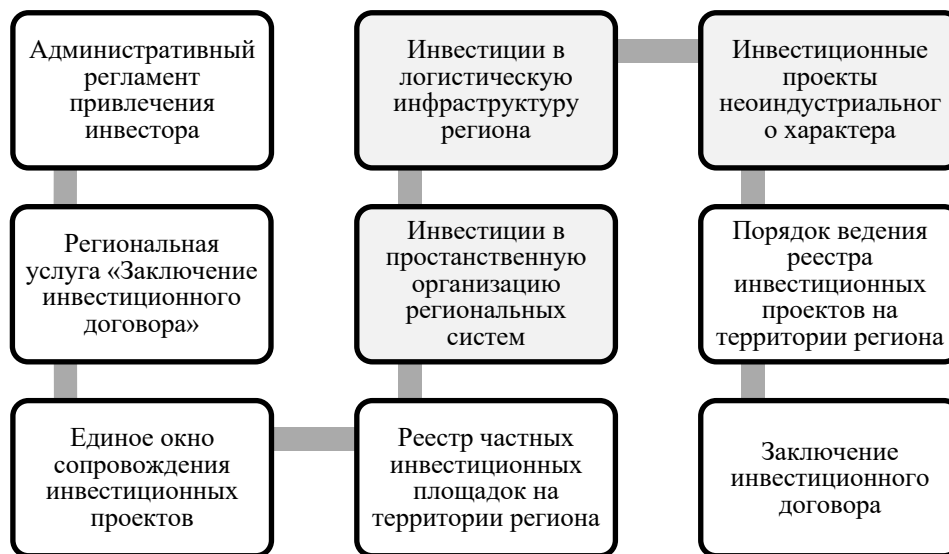 Административный
регламент
привлечения
инвестора
Региональная
услуга «Заключение
инвестиционного
договора»
Единое окно
сопровождения
инвестиционных
проектов
Реестр частных
инвестиционных
площадок на
территории региона
Инвестиции в
простанственную
организацию
региональных
систем
Инвестиции в
логистическую
инфраструктуру
региона
Инвестиционные
проекты
неоиндустриальног
о характера
Порядок ведения
реестра
инвестиционных
проектов на
территории региона
Заключение
инвестиционного
договора